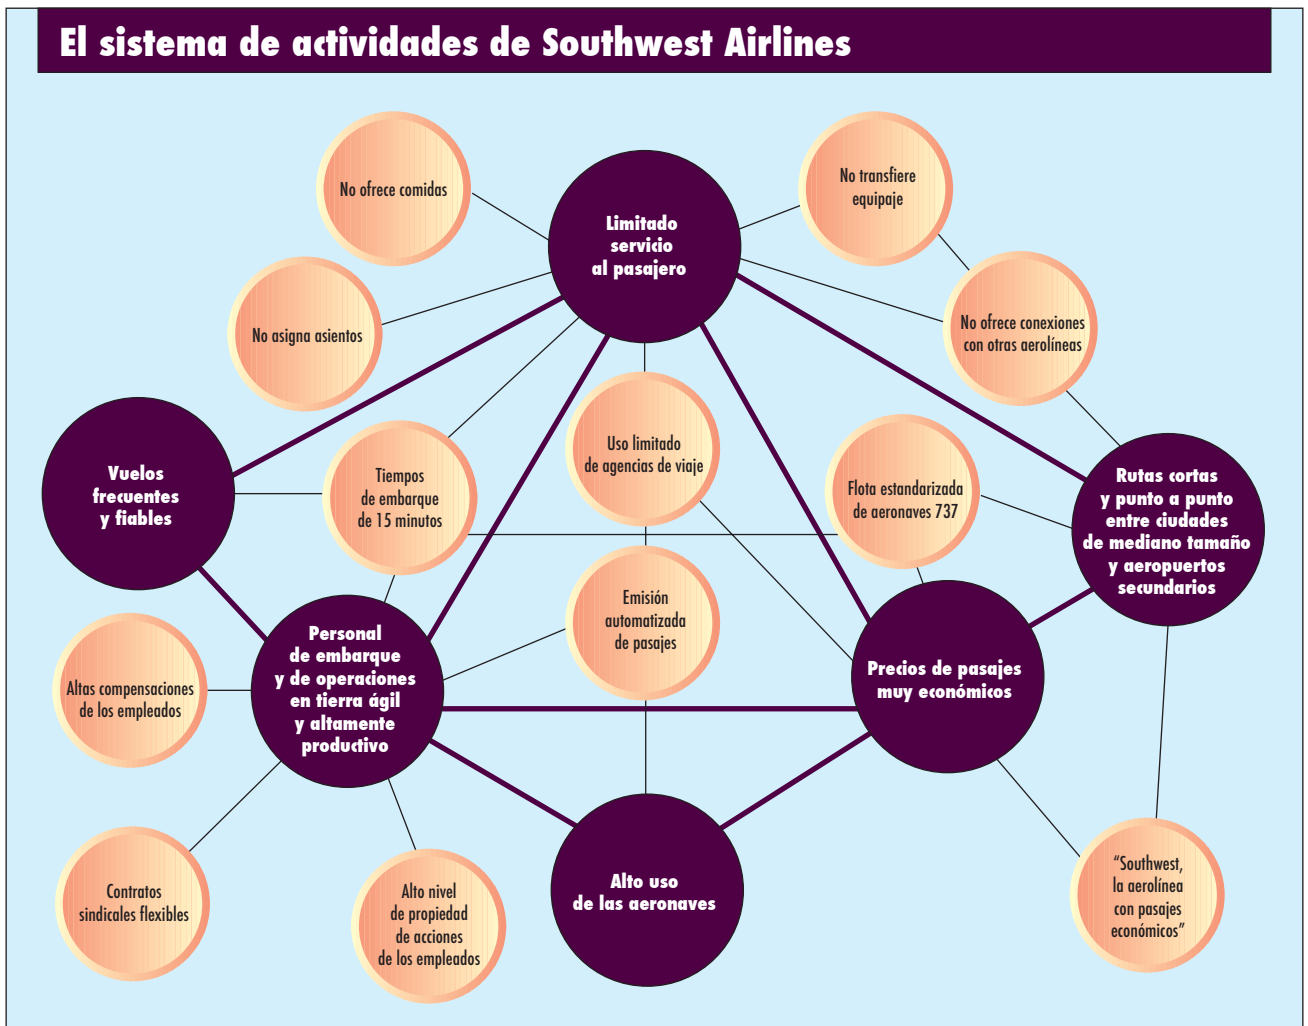 El sistema de actividades de Southwest Airlines
No ofrece comidas
Limitado
servicio
al pasajero
No transfiere
equipaje
No asigna asientos
No ofrece conexiones
con otras aerolíneas
Vuelos
frecuentes
y fiables
Tiempos
de embarque
de 15 minutos
Uso limitado
de agencias de viaje
Flota estandarizada
de aeronaves 737
Rutas cortas
y punto a punto
entre ciudades
de mediano tamaño
y aeropuertos
secundarios
Altas compensaciones
de los empleados
Personal
de embarque
y de operaciones
en tierra ágil
y altamente
productivo
Emisión
automatizada
de pasajes
Precios de pasajes
muy económicos
Contratos
sindicales flexibles
Alto nivel
de propiedad
de acciones
de los empleados
Alto uso
de las aeronaves
“Southwest,
la aerolínea
con pasajes
económicos”